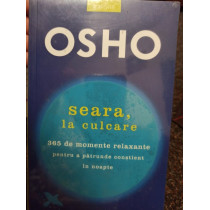 OSHO
seara,
la culcare
365 de momente relaxante
pentru a pătrunde conștient
în noapte